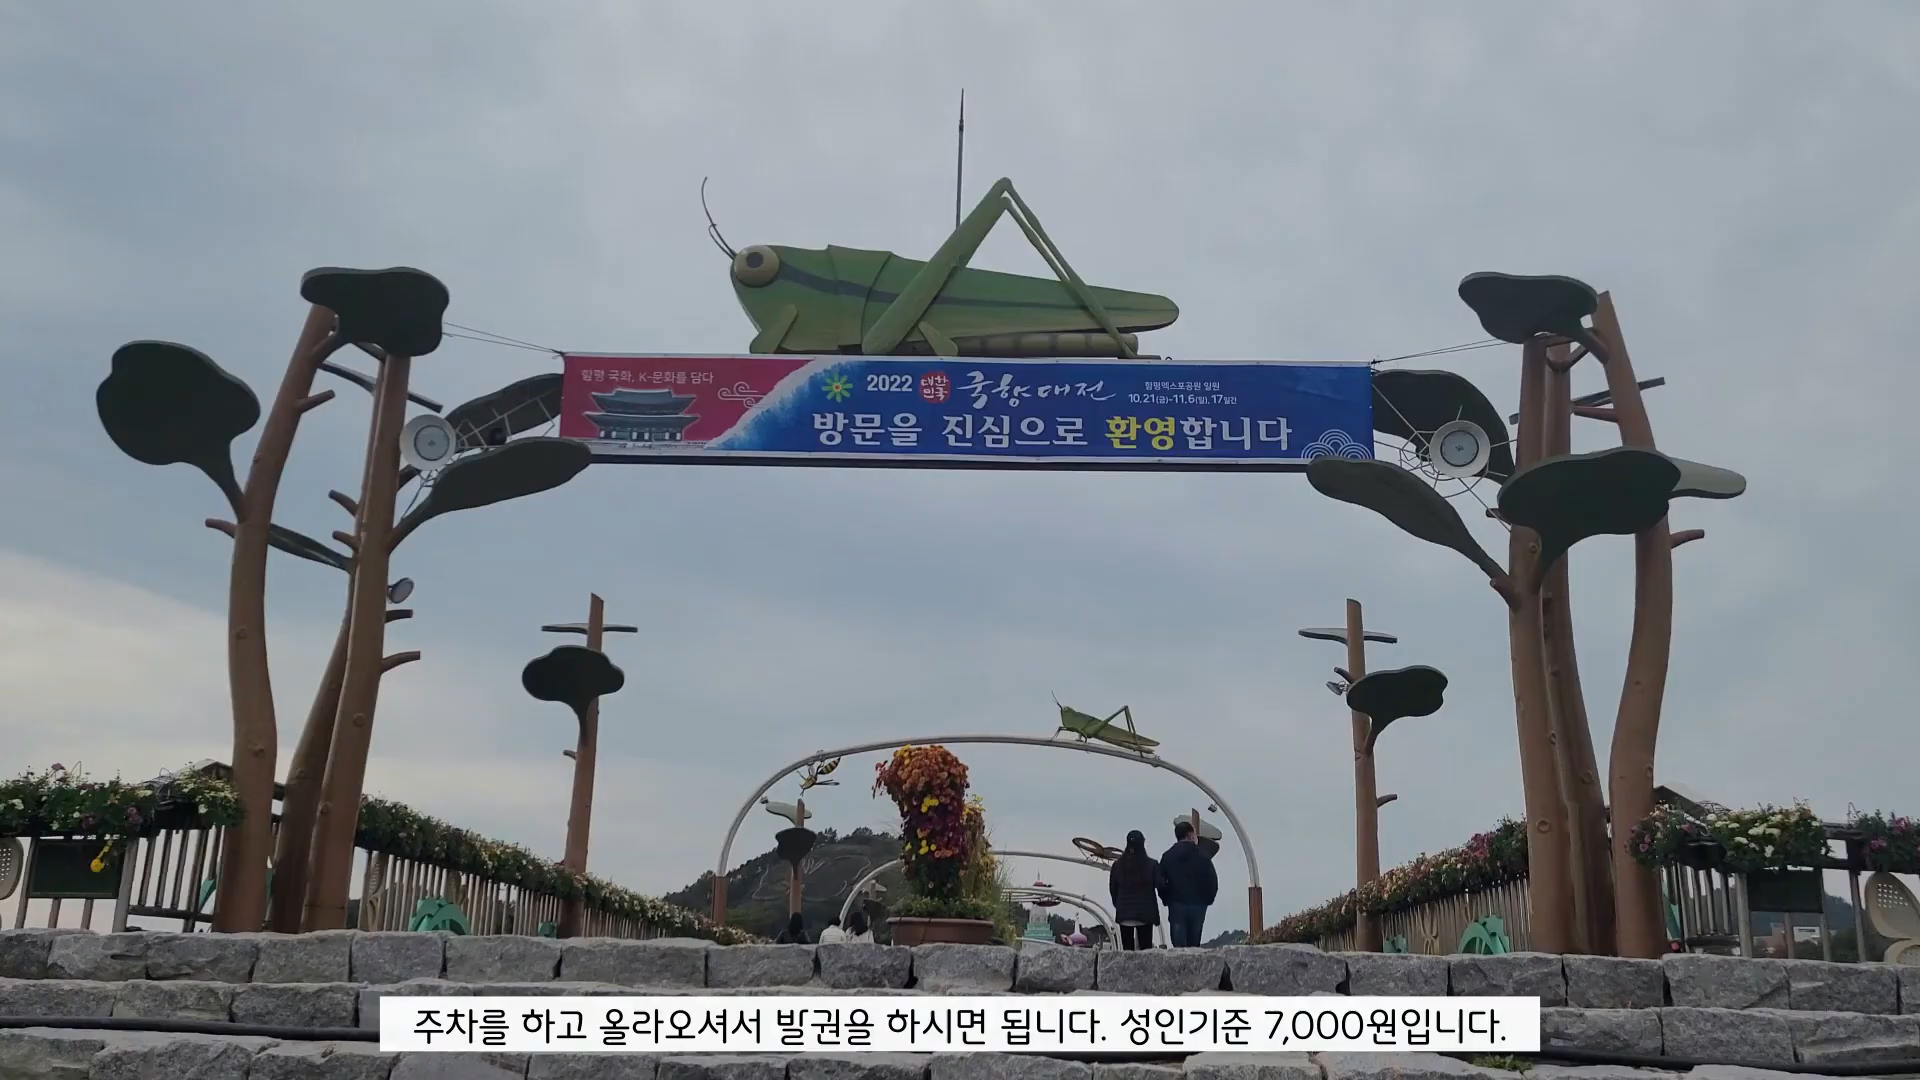 함평 국화, K-문화를 담다
2022 대한민국 국향대전
함평엑스포공원 일원
10.21(금)-11.6(일), 17일간
방문을 진심으로 환영합니다
주차를 하고 올라오셔서 발권을 하시면 됩니다. 성인기준 7,000원입니다.